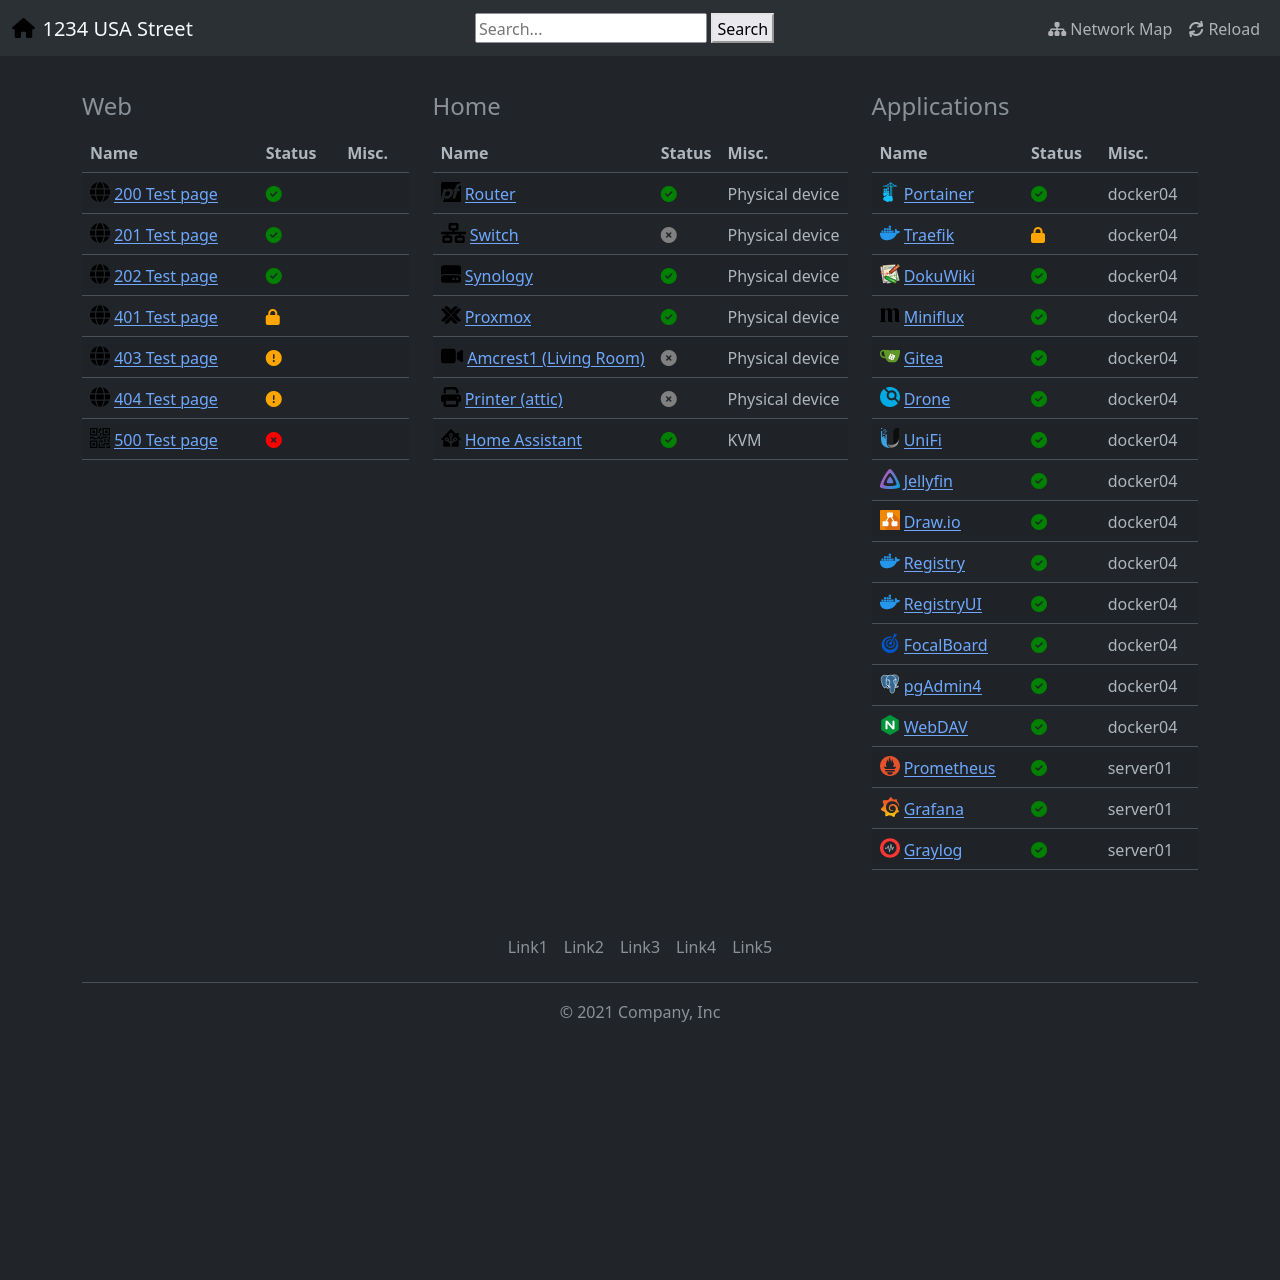 1234 USA Street
Search...
Search
Network Map
Reload
Web
Name Status Misc.
200 Test page
201 Test page
202 Test page
401 Test page
403 Test page
404 Test page
500 Test page
Home
Name Status Misc.
Router Physical device
Switch Physical device
Synology Physical device
Proxmox Physical device
Amcrest1 (Living Room) Physical device
Printer (attic) Physical device
Home Assistant KVM
Applications
Name Status Misc.
Portainer docker04
Traefik docker04
DokuWiki docker04
Miniflux docker04
Gitea docker04
Drone docker04
UniFi docker04
Jellyfin docker04
Draw.io docker04
Registry docker04
RegistryUI docker04
FocalBoard docker04
pgAdmin4 docker04
WebDAV docker04
Prometheus server01
Grafana server01
Graylog server01
Link1 Link2 Link3 Link4 Link5
© 2021 Company, Inc